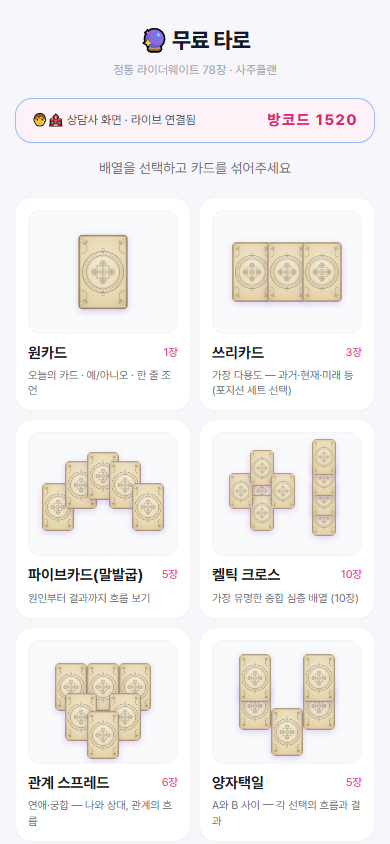 🔮 무료 타로
정통 라이더웨이트 78장 · 사주플랜
상담사 화면 · 라이브 연결됨 방코드 1520
배열을 선택하고 카드를 섞어주세요
원카드 1장
오늘의 카드 · 예/아니오 · 한 줄 조
언
쓰리카드 3장
가장 다용도 — 과거·현재·미래 등
(포지션 세트 선택)
파이브카드(말발굽) 5장
원인부터 결과까지 흐름 보기
켈틱 크로스 10장
가장 유명한 종합 심층 배열 (10장)
관계 스프레드 6장
연애·궁합 — 나와 상대, 관계의 흐
름
양자택일 5장
A와 B 사이 — 각 선택의 흐름과 결
과